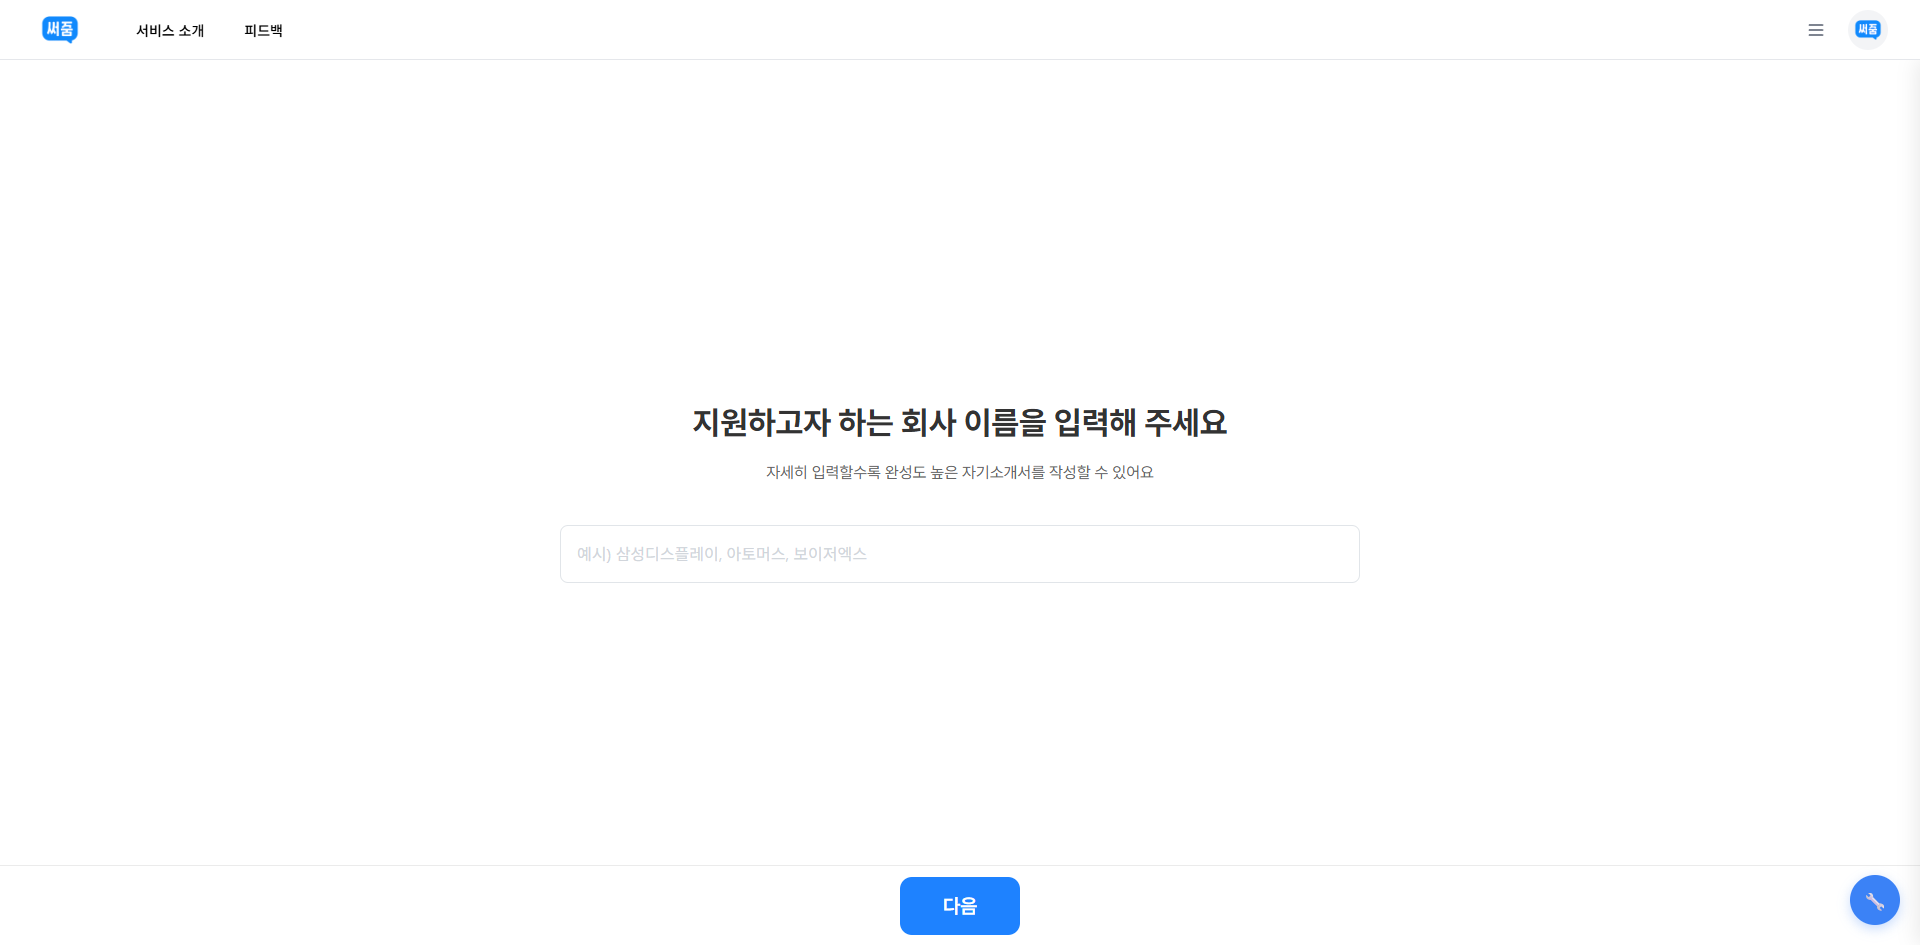 써줌
서비스 소개
피드백
써줌
지원하고자 하는 회사 이름을 입력해 주세요
자세히 입력할수록 완성도 높은 자기소개서를 작성할 수 있어요
예시) 삼성디스플레이, 아토머스, 보이저엑스
다음